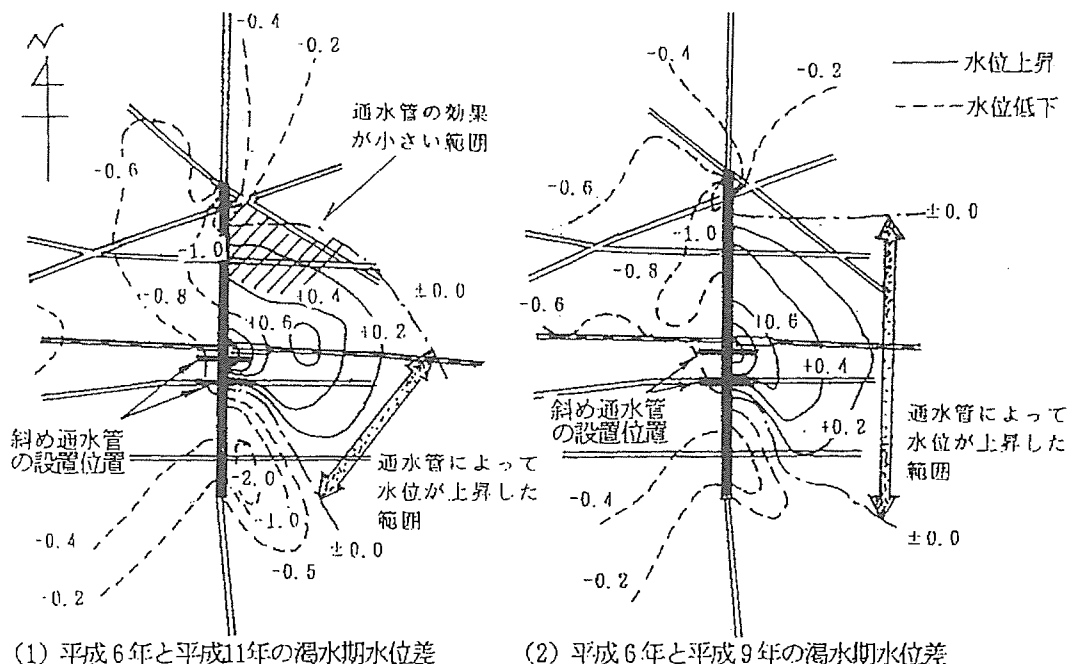 N
-0.4
-0.2
通水管の効果
が小さい範囲
-0.6
-1.0
-0.8
±0.0
+0.4
+0.6
+0.2
斜め通水管
の設置位置
通水管によって
水位が上昇した
範囲
-2.0
-1.0
±0.0
-0.5
-0.4
-0.2
(1) 平成6年と平成11年の渇水期水位差
-0.4
-0.2
水位上昇
水位低下
-0.6
±0.0
-1.0
-0.8
-0.6
+0.6
+0.4
+0.2
斜め通水管
の設置位置
通水管によって
水位が上昇した
範囲
-0.4
±0.0
-0.2
(2) 平成6年と平成9年の渇水期水位差